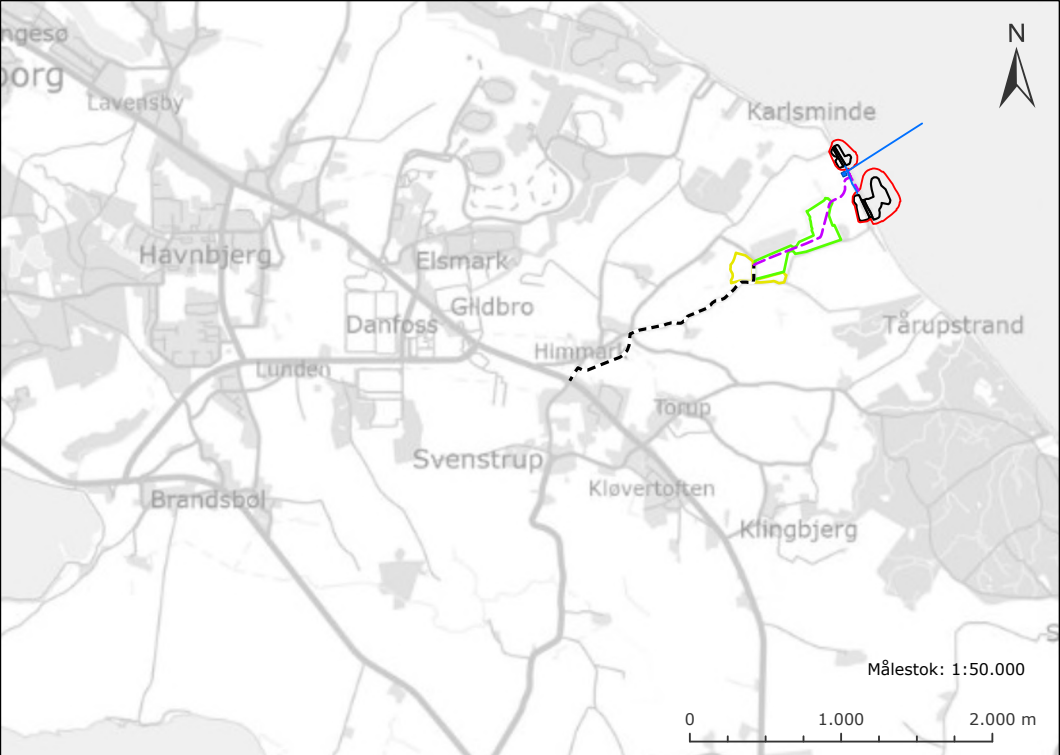 ngesø
org
Lavensby
N
Karlsminde
Havnbjerg
Elsmark
Gildbro
Danfoss
Tårupstrand
Himmark
Lunden
Torup
Svenstrup
Kløvertoften
Brandsbøl
Klingbjerg
S
Målestok: 1:50.000
0 1.000 2.000 m